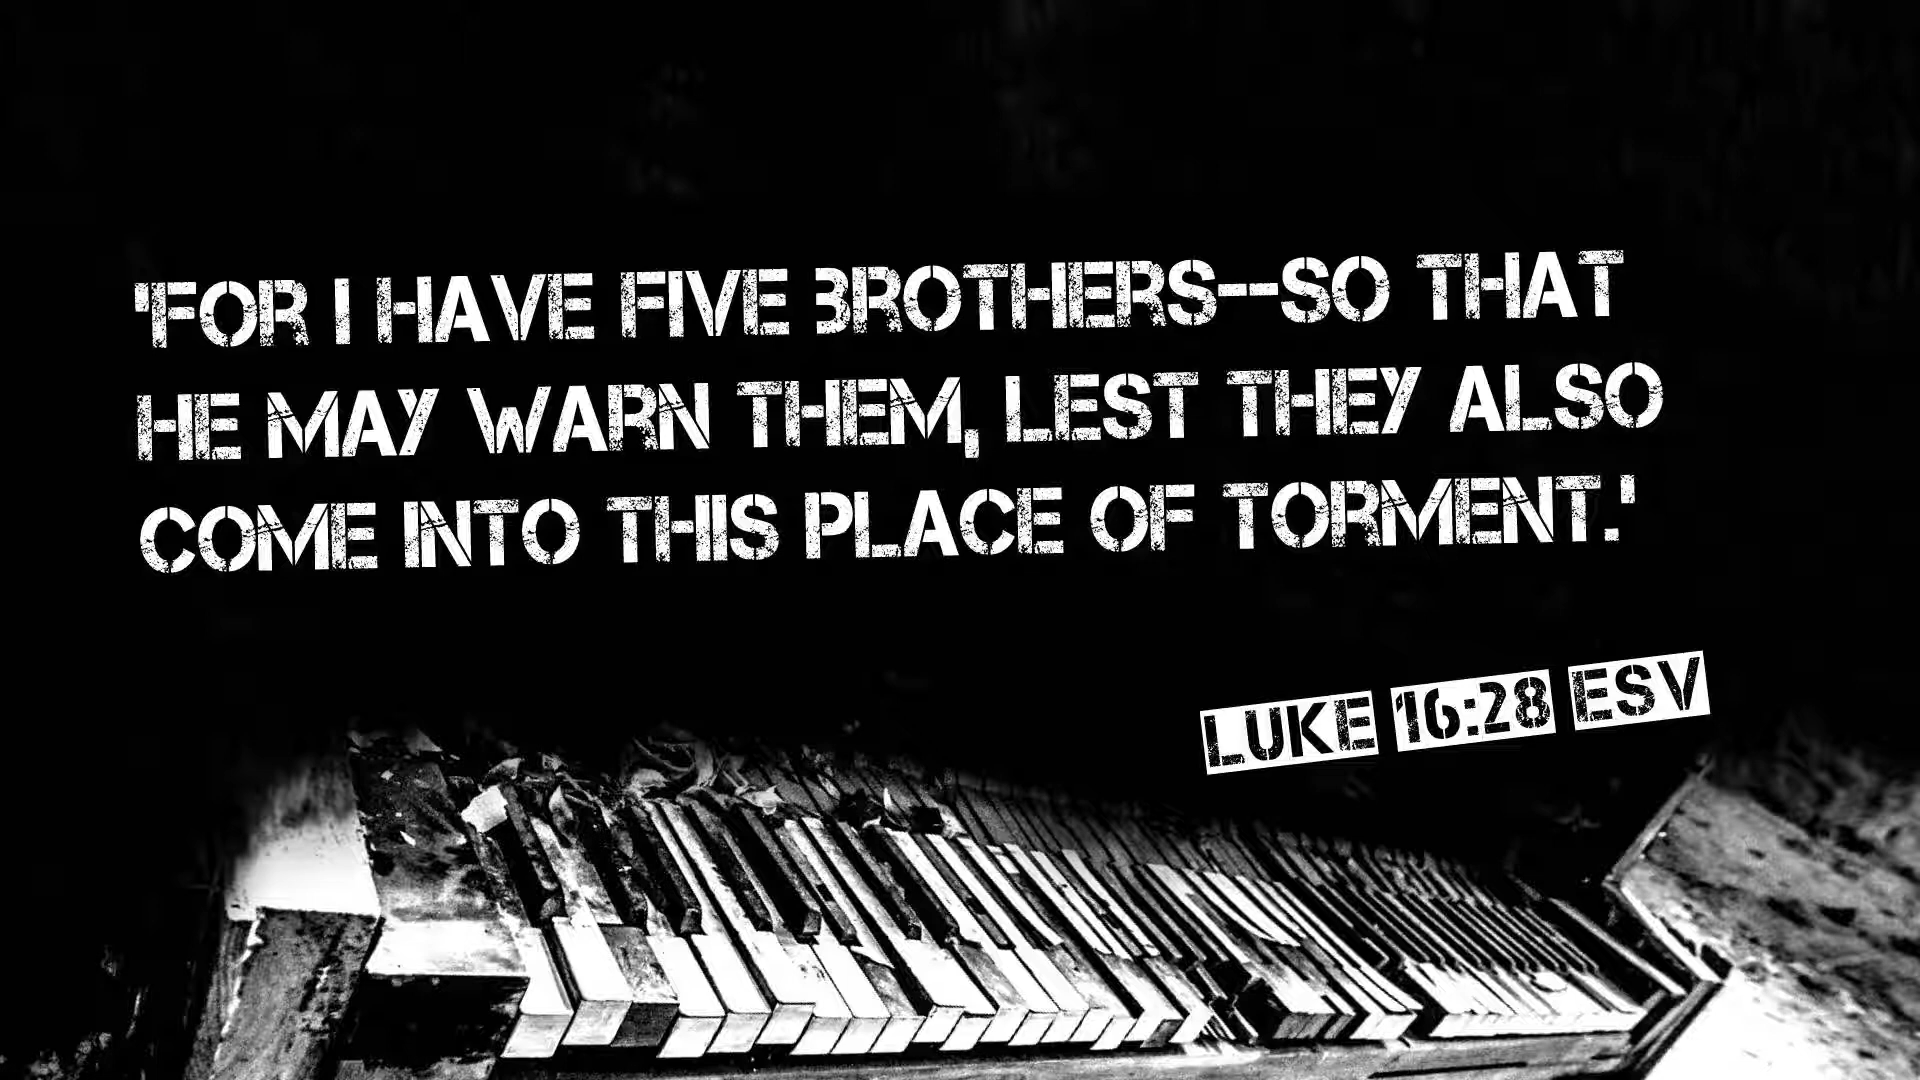 'FOR I HAVE FIVE BROTHERS--SO THAT
HE MAY WARN THEM, LEST THEY ALSO
COME INTO THIS PLACE OF TORMENT.'
LUKE 16:28 ESV